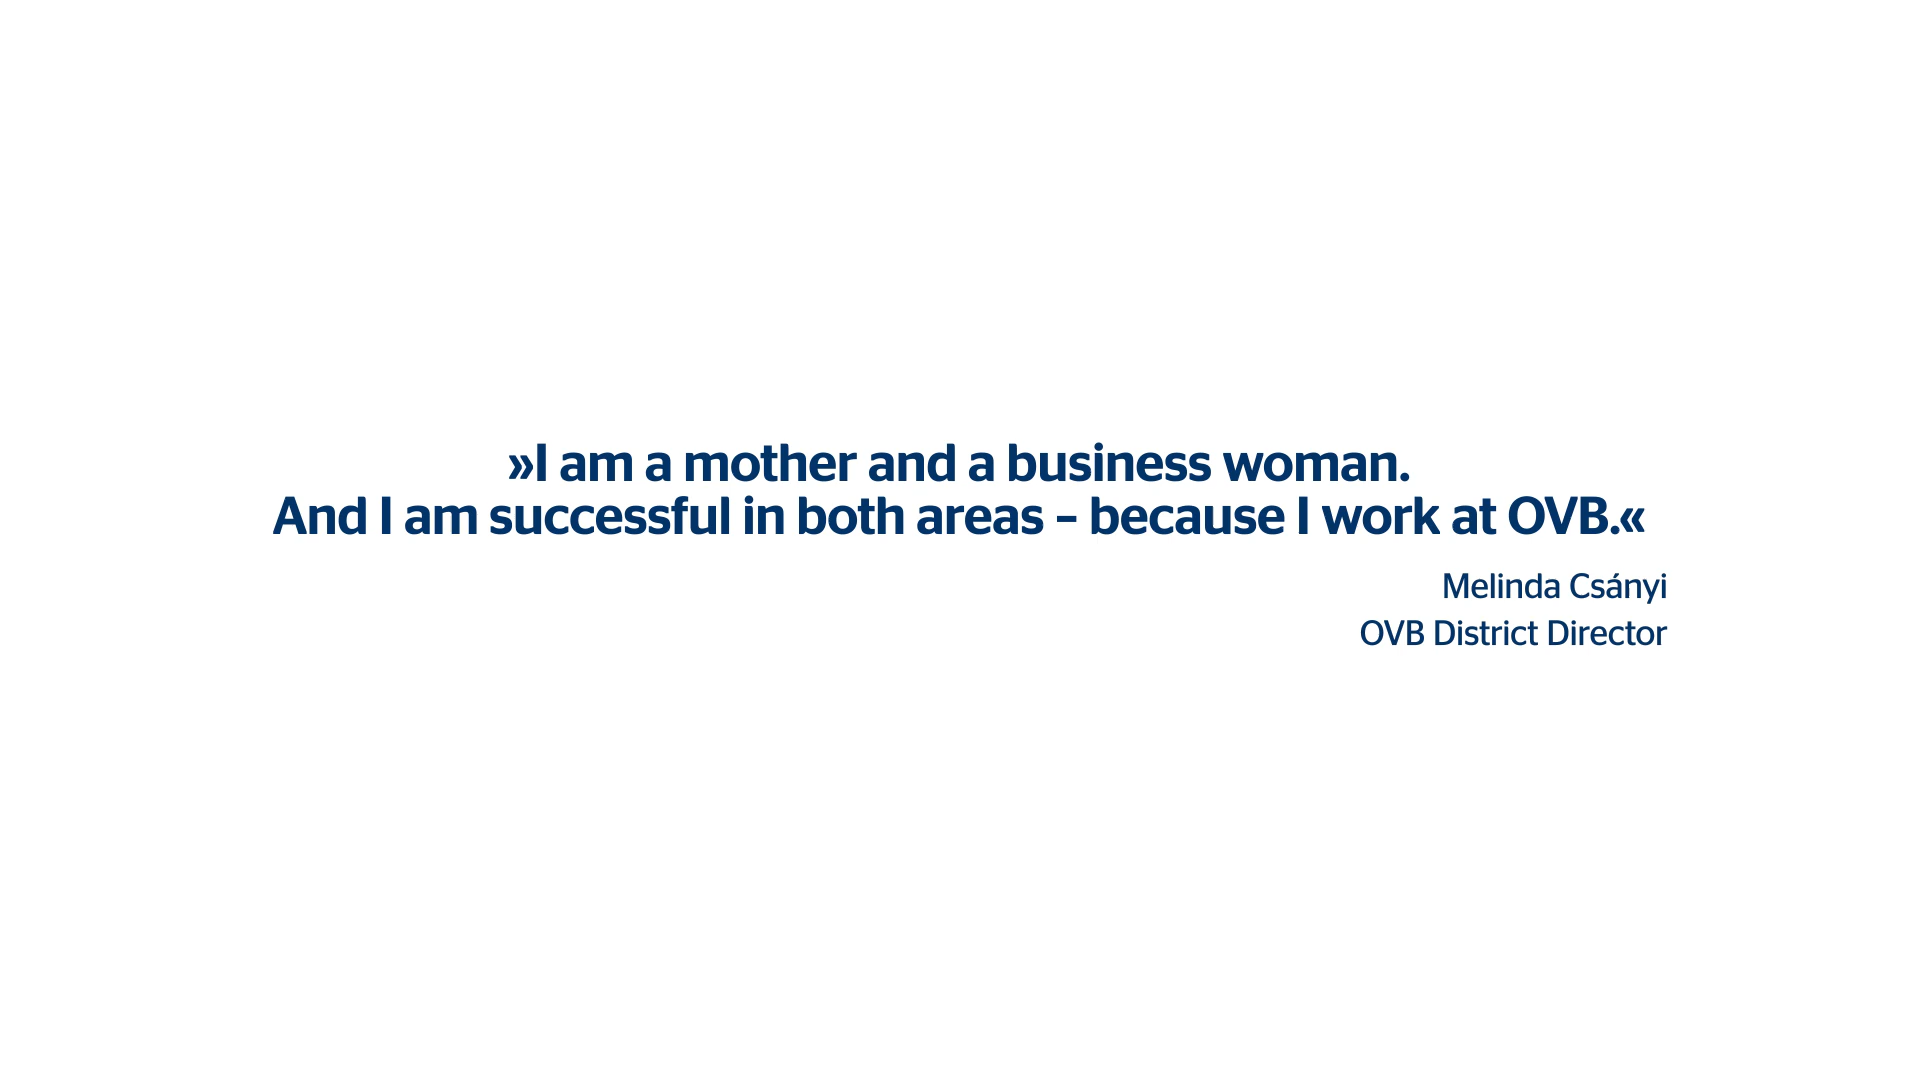 »I am a mother and a business woman.
And I am successful in both areas – because I work at OVB.«
Melinda Csányi
OVB District Director